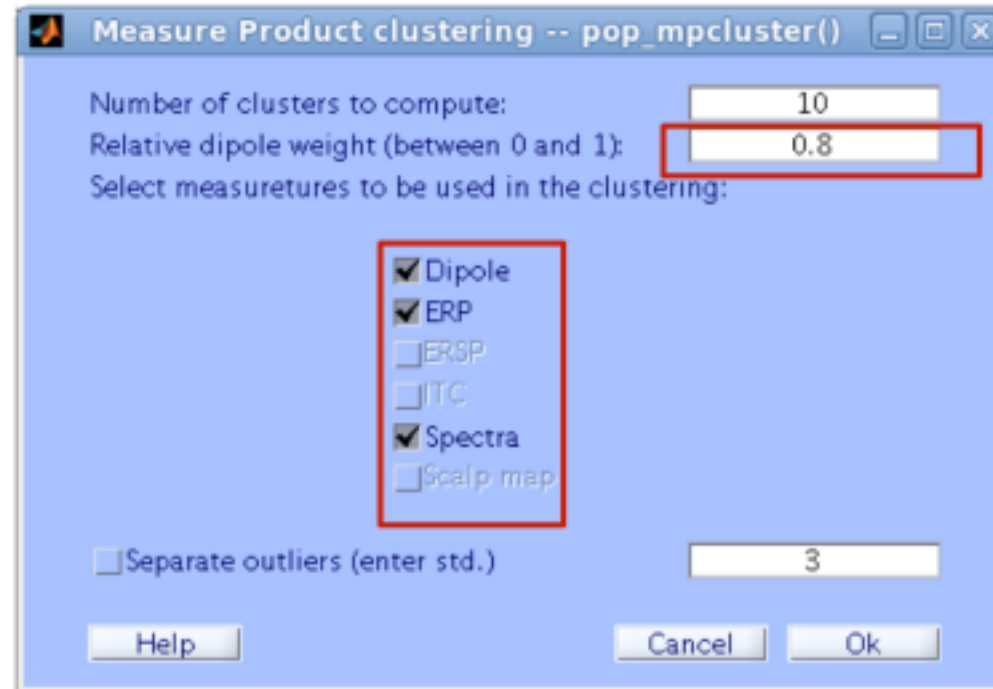 Measure Product clustering -- pop_mpcluster()
Number of clusters to compute: 10
Relative dipole weight (between 0 and 1): 0.8
Select measuretures to be used in the clustering:
Dipole
ERP
ERSP
ITC
Spectra
Scalp map
Separate outliers (enter std.) 3
Help Cancel Ok